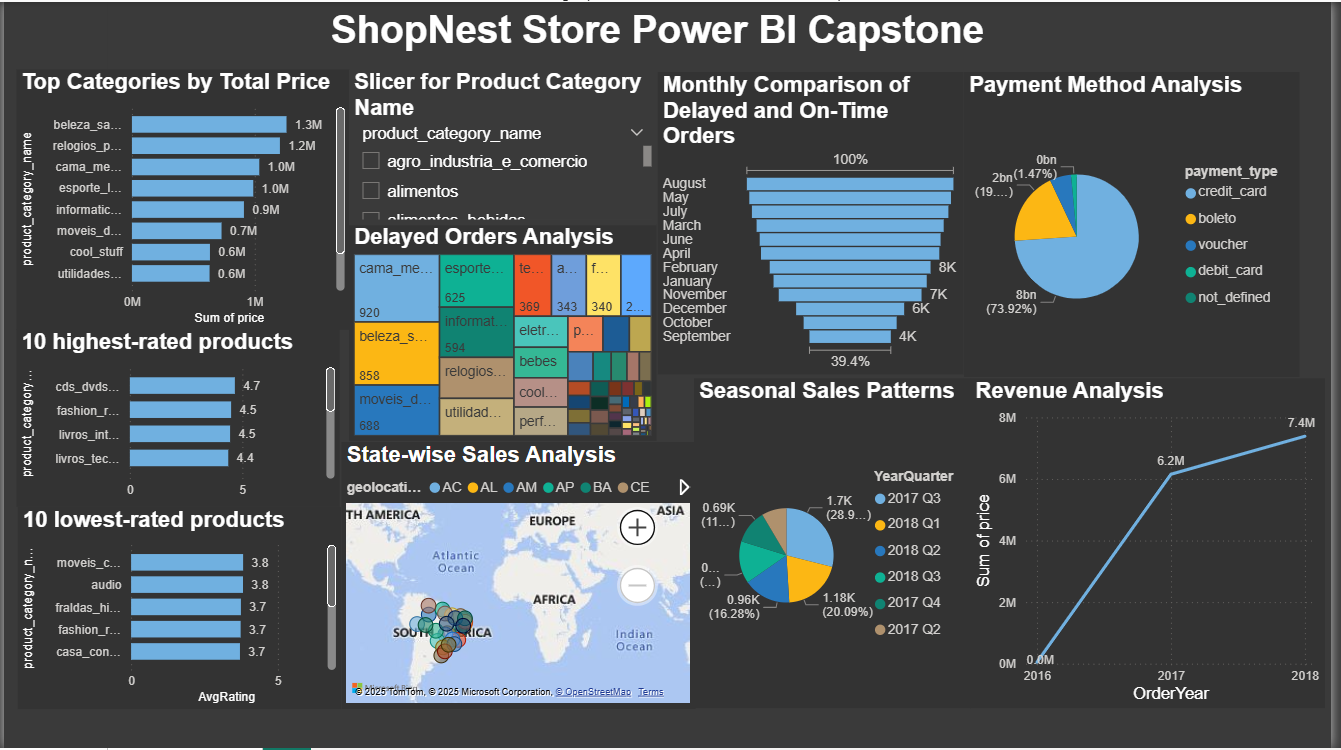 ShopNest Store Power BI Capstone
Top Categories by Total Price
product_category_name
beleza_sa...
1.3M
relogios_p...
1.2M
cama_me...
1.0M
esporte_l...
1.0M
informatic...
0.9M
moveis_d...
0.7M
cool_stuff
0.6M
utilidades...
0.6M
0M
1M
Sum of price
10 highest-rated products
product_category...
cds_dvds...
4.7
fashion_r...
4.5
livros_int...
4.5
livros_tec...
4.4
0
5
10 lowest-rated products
product_category_n...
moveis_c...
3.8
audio
3.8
fraldas_hi...
3.7
fashion_r...
3.7
casa_con...
3.7
0
5
AvgRating
Slicer for Product Category
Name
product_category_name
agro_industria_e_comercio
alimentos
alimentos_bebidas
Delayed Orders Analysis
cama_me...
920
beleza_s...
858
moveis_d...
688
esporte...
625
informat...
594
relogios...
utilidad...
te...
369
a...
343
f...
340
2...
eletr...
p...
bebes
cool...
perf...
State-wise Sales Analysis
geolocati...
AC
AL
AM
AP
BA
CE
TH AMERICA
EUROPE
ASIA
Atlantic
Ocean
AFRICA
SOUT
RICA
Indian
Ocean
© 2025 TomTom, © 2025 Microsoft Corporation, © OpenStreetMap Terms
Monthly Comparison of
Delayed and On-Time
Orders
100%
August
May
July
March
June
April
February
8K
January
November
7K
December
6K
October
September
4K
39.4%
Payment Method Analysis
0bn
(1.47%)
2bn
(19....)
8bn
(73.92%)
payment_type
credit_card
boleto
voucher
debit_card
not_defined
Seasonal Sales Patterns
0.69K
(11...)
1.7K
(28.9...)
0...
(...)
0.96K
(16.28%)
1.18K
(20.09%)
YearQuarter
2017 Q3
2018 Q1
2018 Q2
2018 Q3
2017 Q4
2017 Q2
Revenue Analysis
Sum of price
8M
6M
4M
2M
0M
0.0M
6.2M
7.4M
2016
2017
2018
OrderYear